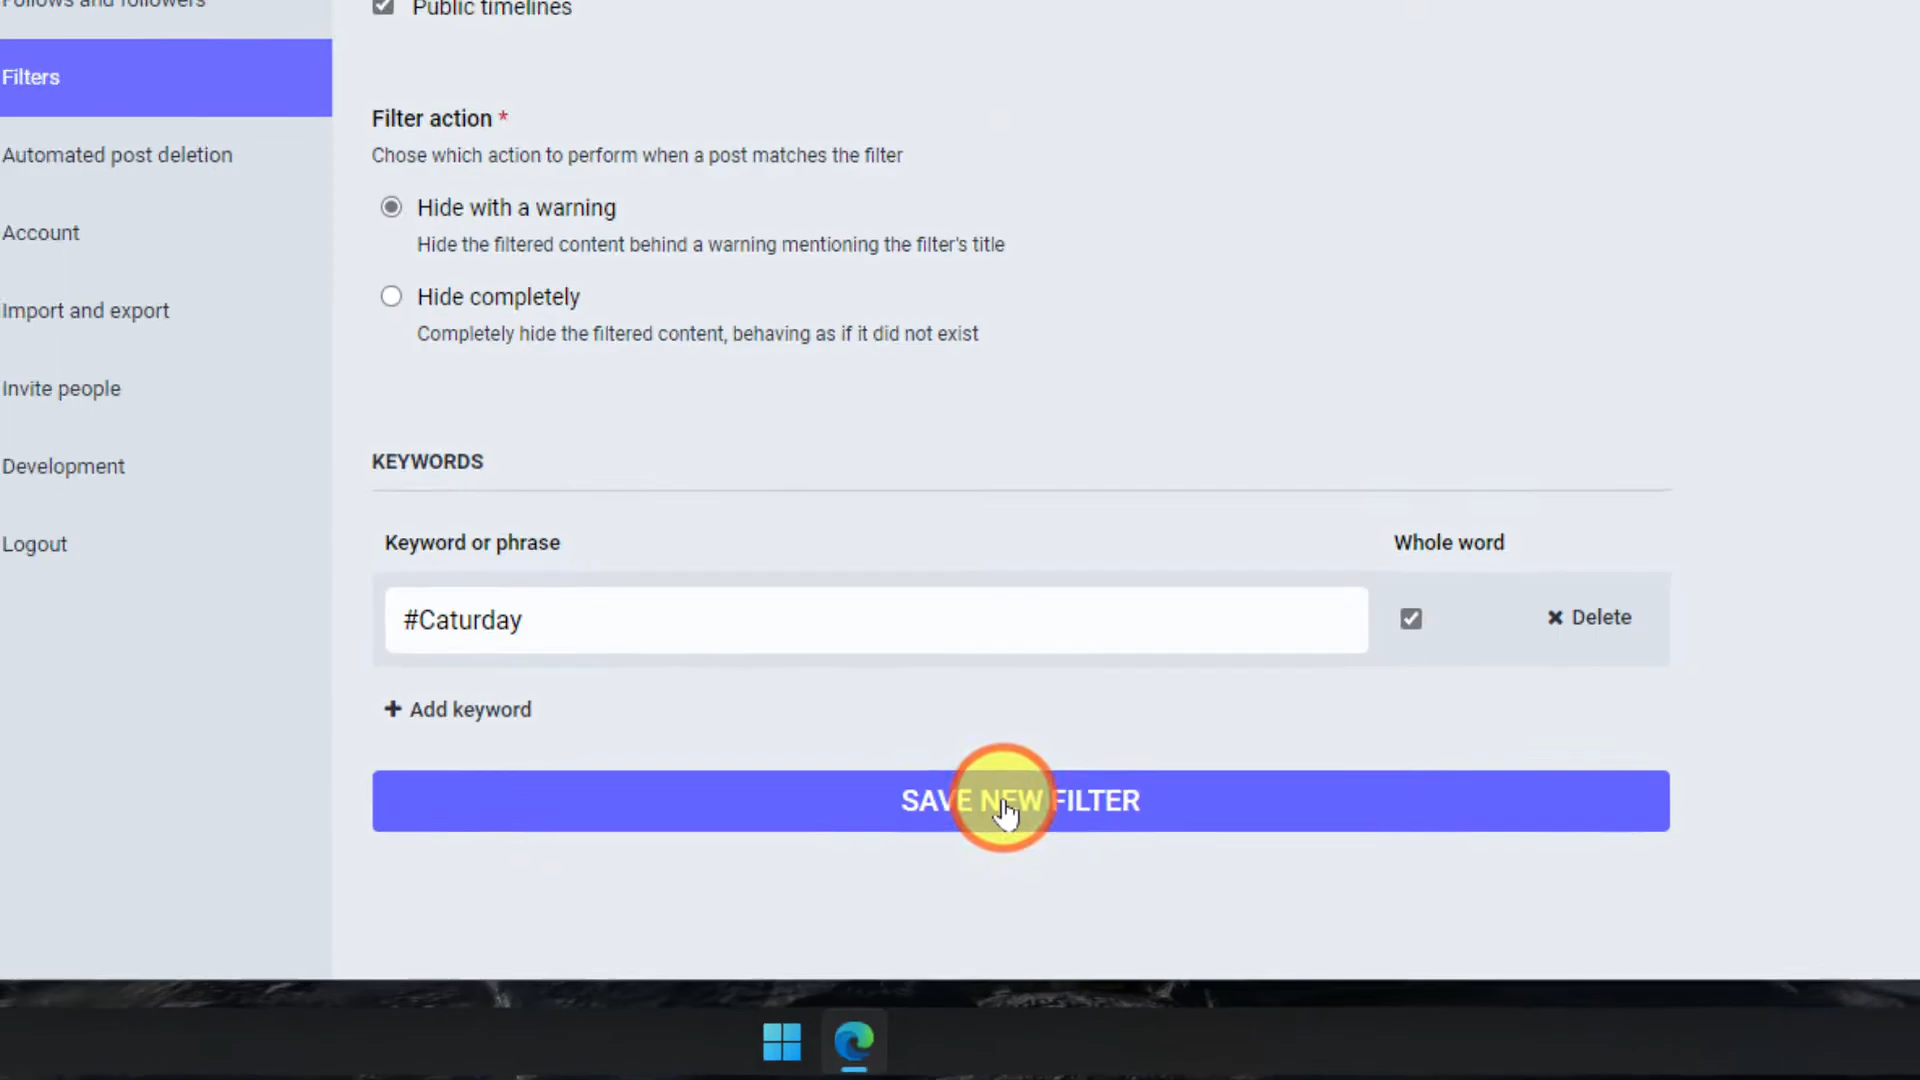 Follows and followers
Public timelines
Filters
Filter action *
Automated post deletion
Chose which action to perform when a post matches the filter
Hide with a warning
Account
Hide the filtered content behind a warning mentioning the filter's title
Hide completely
Import and export
Completely hide the filtered content, behaving as if it did not exist
Invite people
KEYWORDS
Development
Keyword or phrase
Whole word
Logout
#Caturday
Delete
Add keyword
SAVE NEW FILTER